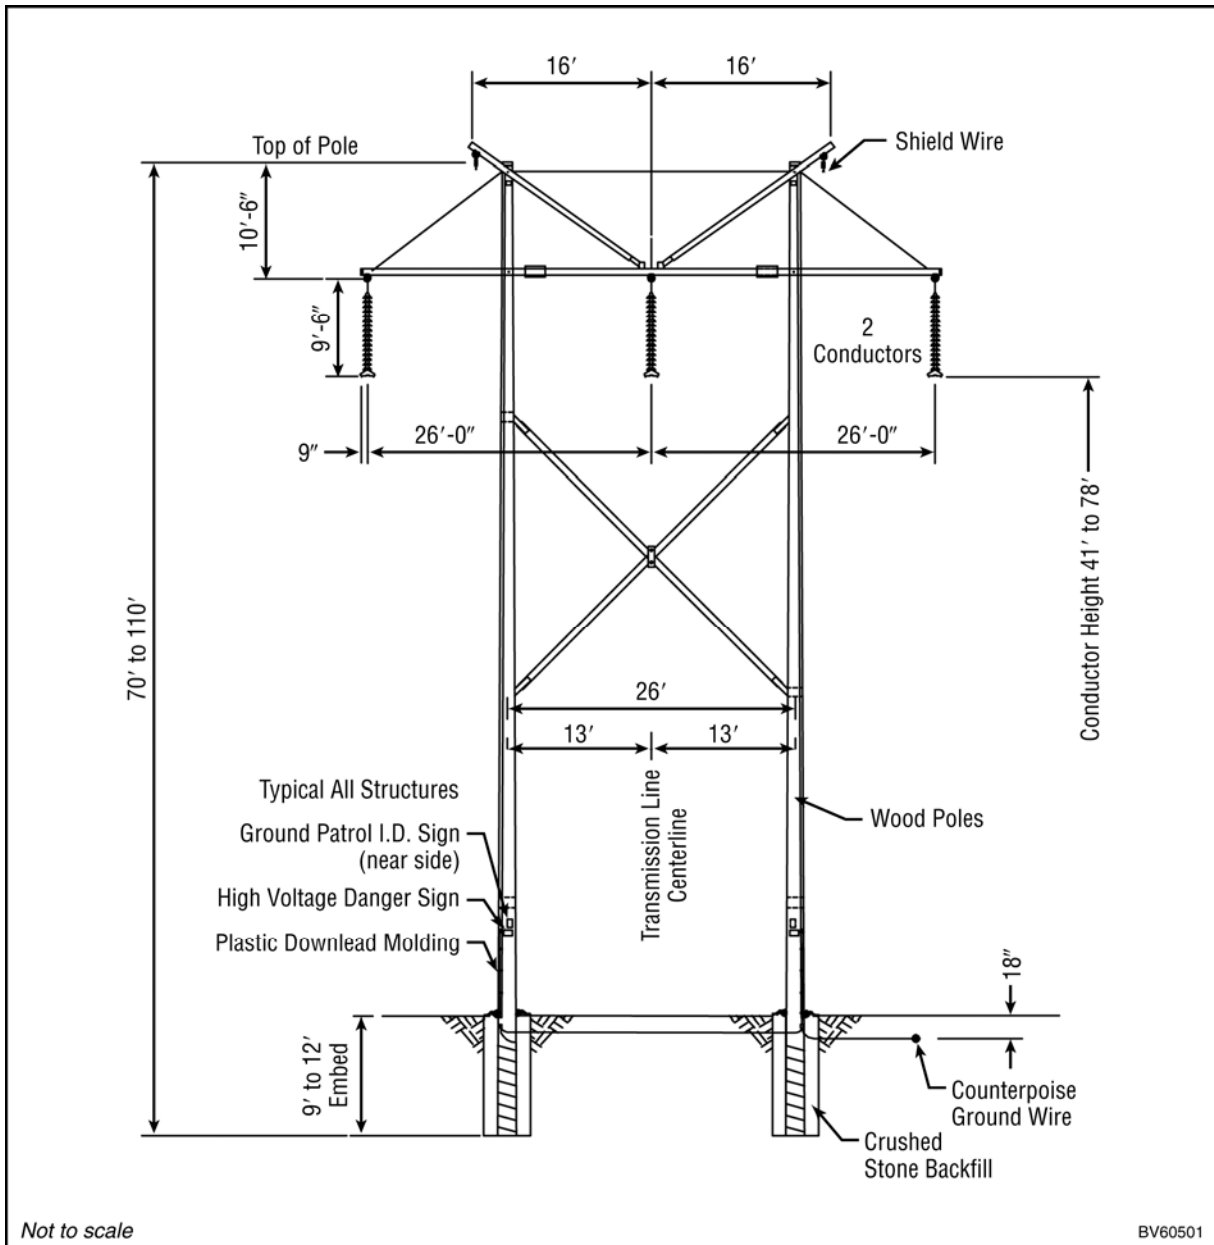 16′
16′
Top of Pole
Shield Wire
10′-6″
9′-6″
2
Conductors
9″
26′-0″
26′-0″
Conductor Height 41′ to 78′
70′ to 110′
26′
13′
13′
Transmission Line
Centerline
Typical All Structures
Ground Patrol I.D. Sign
(near side)
High Voltage Danger Sign
Plastic Downlead Molding
Wood Poles
18″
9′ to 12′
Embed
Counterpoise
Ground Wire
Crushed
Stone Backfill
Not to scale
BV60501